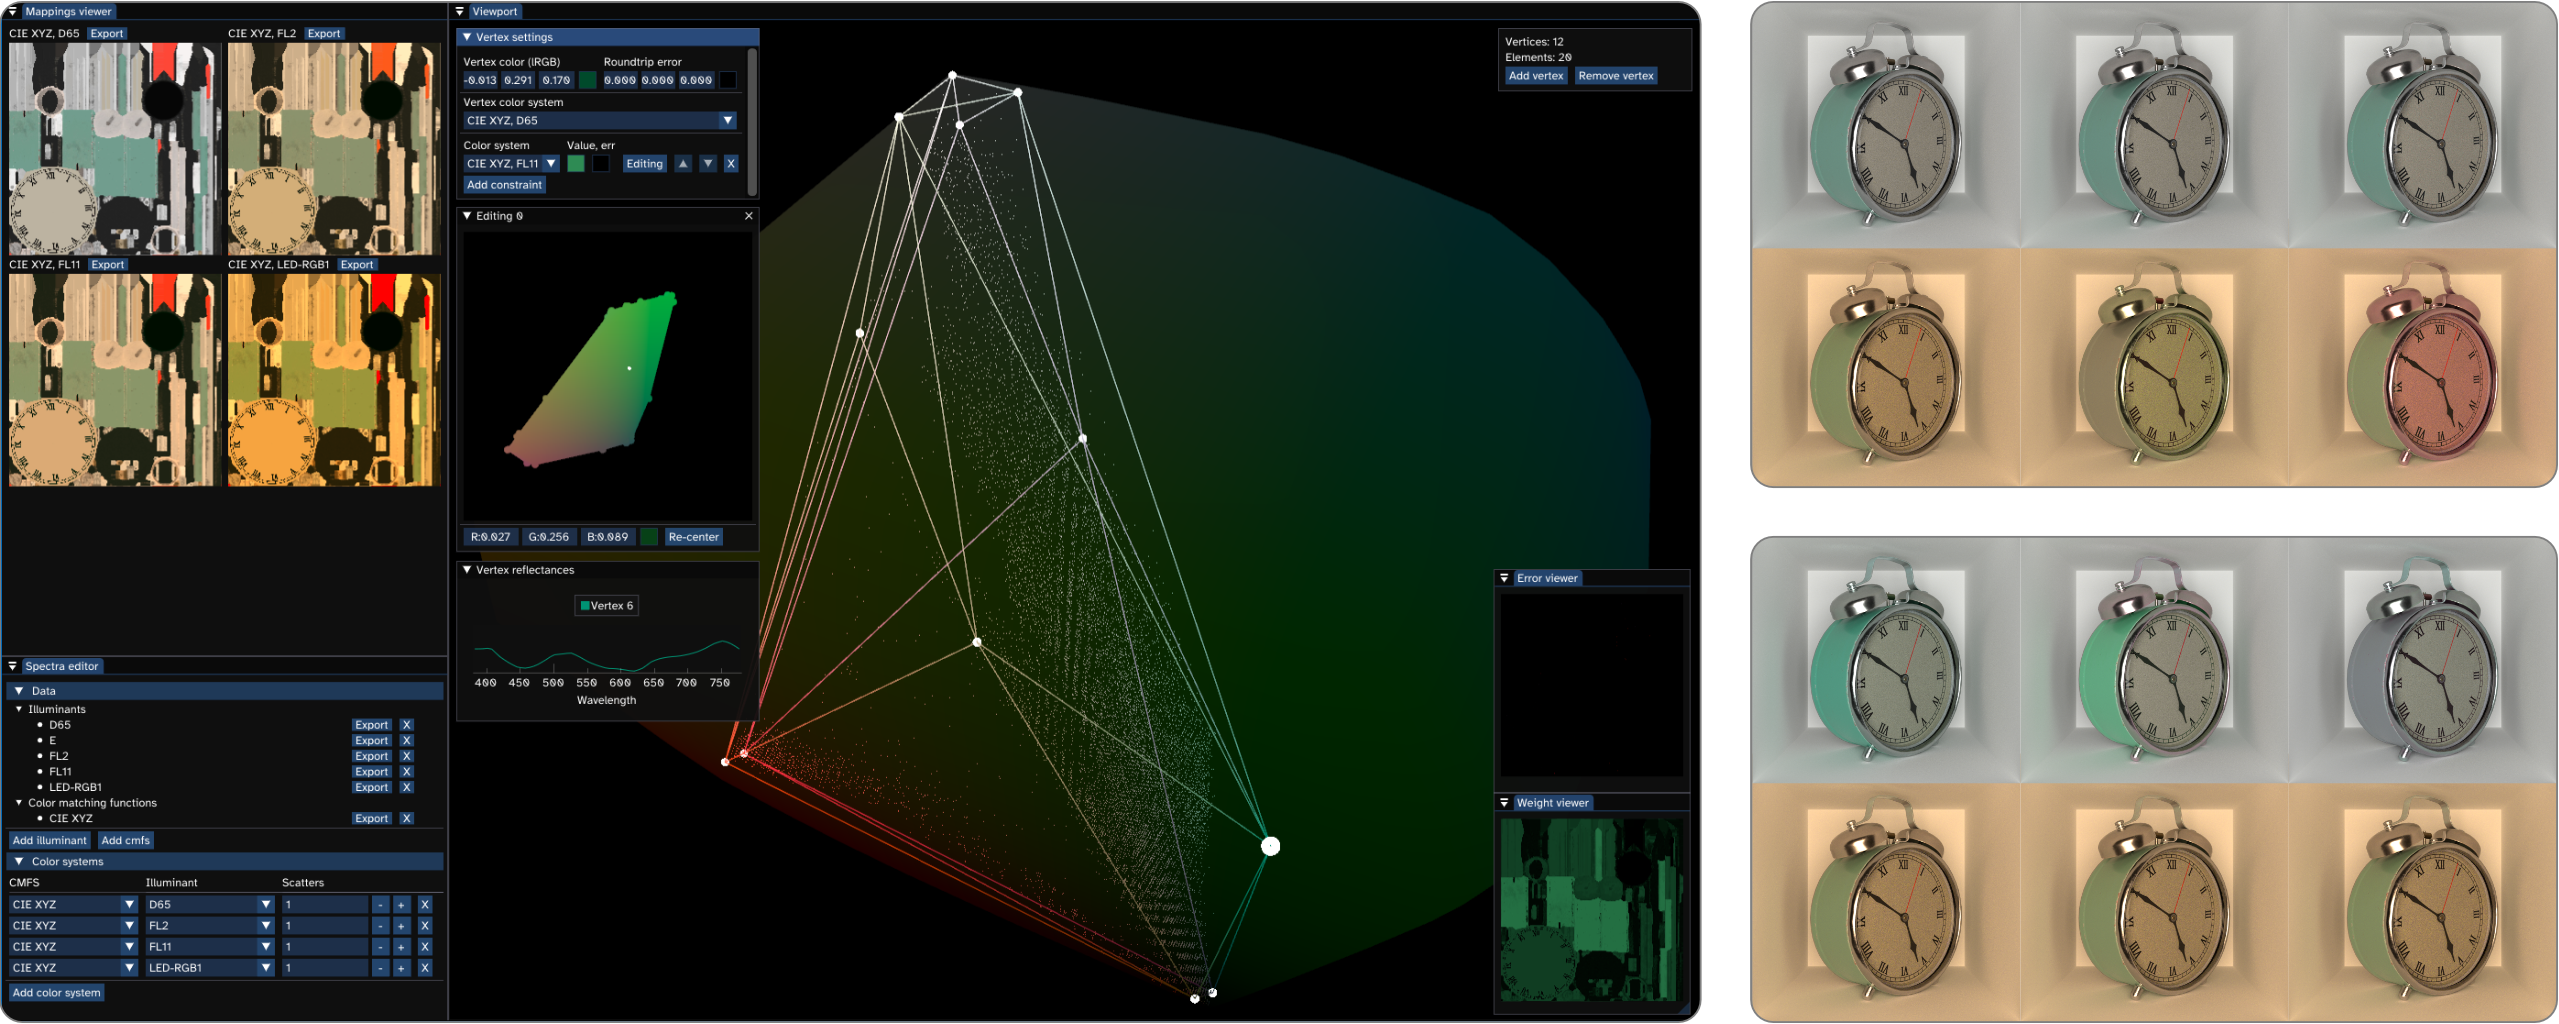 Mappings viewer
CIE XYZ, D65 Export
CIE XYZ, FL2 Export
CIE XYZ, FL11 Export
CIE XYZ, LED-RGB1 Export
Spectra editor
Data
Illuminants
D65 Export X
E Export X
FL2 Export X
FL11 Export X
LED-RGB1 Export X
Color matching functions
CIE XYZ Export X
Add illuminant Add cmfs
Color systems
CMFS Illuminant Scatters
CIE XYZ D65 1 - + X
CIE XYZ FL2 1 - + X
CIE XYZ FL11 1 - + X
CIE XYZ LED-RGB1 1 - + X
Add color system
Viewport
Vertex settings
Vertex color (lRGB) Roundtrip error
-0.013 0.291 0.170 0.000 0.000 0.000
Vertex color system
CIE XYZ, D65
Color system Value, err
CIE XYZ, FL11 Editing X
Add constraint
Editing 0
R:0.027 G:0.256 B:0.089 Re-center
Vertex reflectances
Vertex 6
400 450 500 550 600 650 700 750
Wavelength
Vertices: 12
Elements: 20
Add vertex Remove vertex
Error viewer
Weight viewer